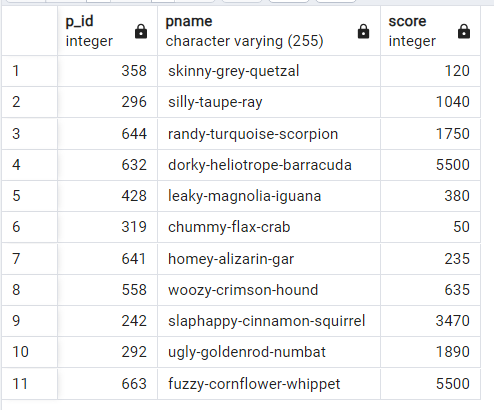 p_id pname score
integer character varying (255) integer
1 358 skinny-grey-quetzal 120
2 296 silly-taupe-ray 1040
3 644 randy-turquoise-scorpion 1750
4 632 dorky-heliotrope-barracuda 5500
5 428 leaky-magnolia-iguana 380
6 319 chummy-flax-crab 50
7 641 homey-alizarin-gar 235
8 558 woozy-crimson-hound 635
9 242 slaphappy-cinnamon-squirrel 3470
10 292 ugly-goldenrod-numbat 1890
11 663 fuzzy-cornflower-whippet 5500